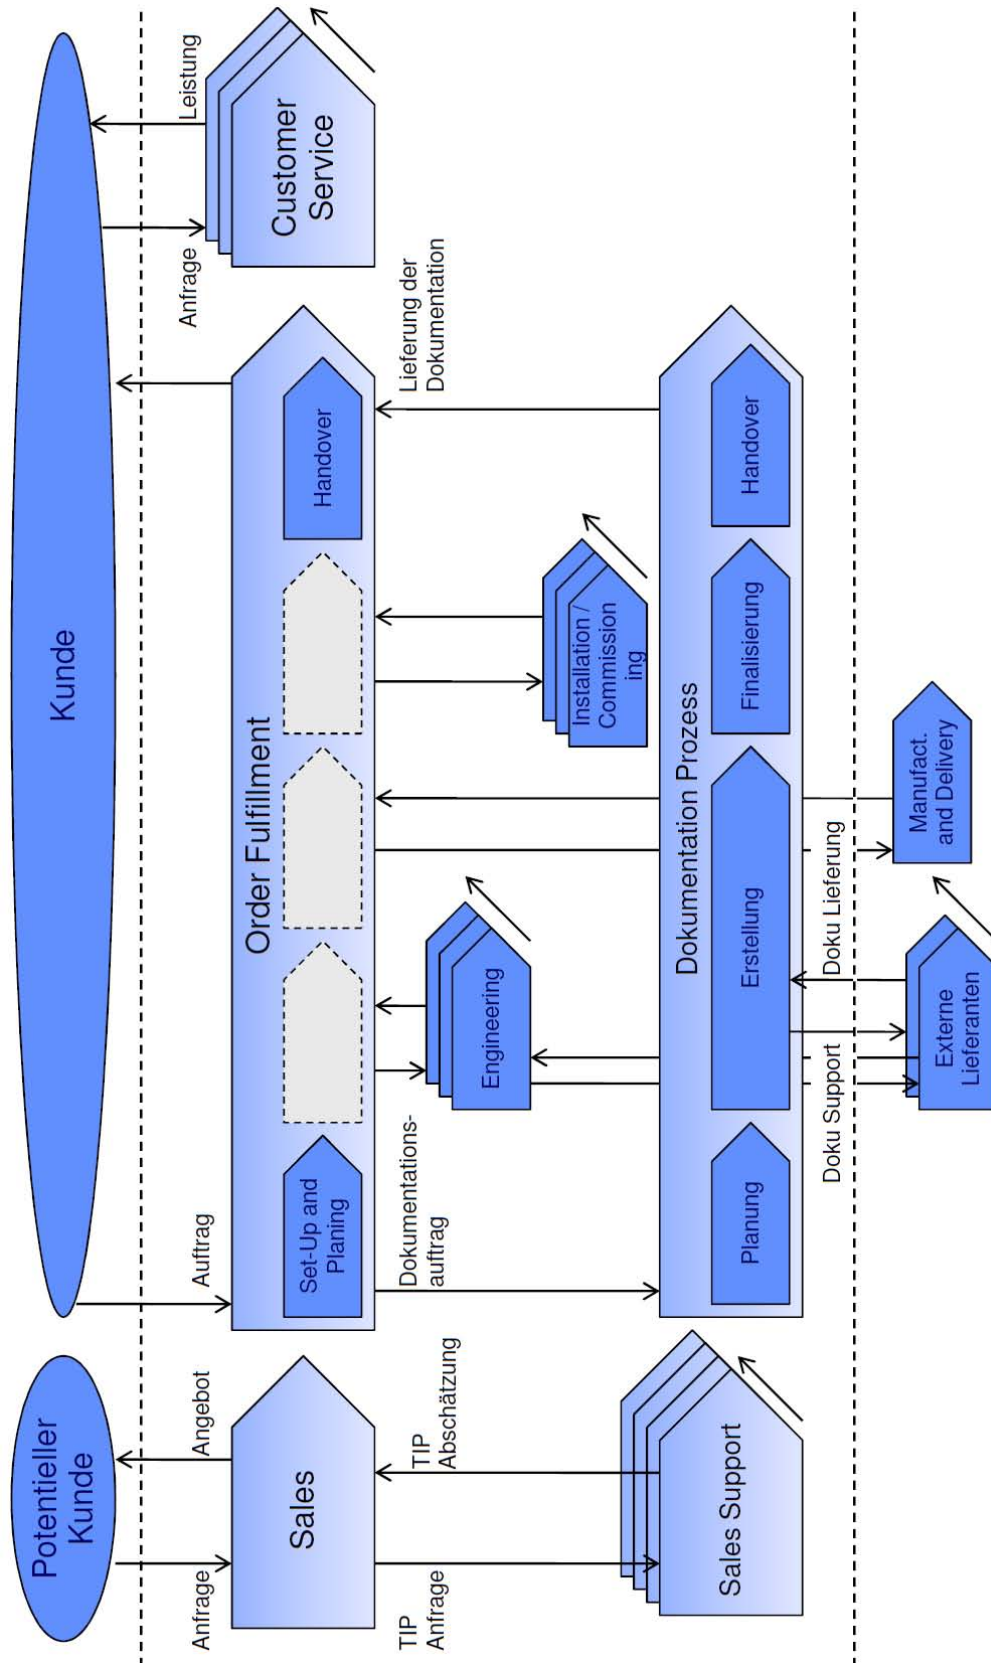 Potentieller
Kunde
Kunde
Anfrage
Angebot
Auftrag
Anfrage
Leistung
Sales
Order Fulfillment
Set-Up and
Planing
Handover
Customer
Service
TIP
Anfrage
TIP
Abschätzung
Dokumentations-
auftrag
Engineering
Installation /
Commission
ing
Lieferung der
Dokumentation
Sales Support
Dokumentation Prozess
Planung
Erstellung
Finalisierung
Handover
Doku Support
Doku Lieferung
Externe
Lieferanten
Manufact.
and Delivery